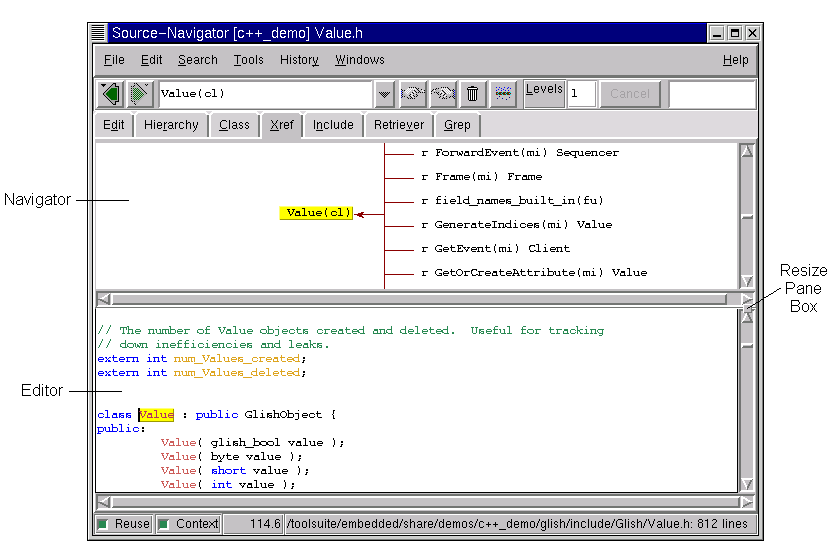 Source-Navigator [c++_demo] Value.h
File Edit Search Tools History Windows Help
Value(cl) Levels 1 Cancel
Edit Hierarchy Class Xref Include Retriever Grep
r ForwardEvent(mi) Sequencer
r Frame(mi) Frame
Navigator
r field_names_built_in(fu)
Value(cl)
r GenerateIndices(mi) Value
r GetEvent(mi) Client
r GetOrCreateAttribute(mi) Value
Resize
Pane
Box
// The number of Value objects created and deleted.  Useful for tracking
// down inefficiencies and leaks.
extern int num_Values_created;
extern int num_Values_deleted;
Editor
class Value : public GlishObject {
public:
Value( glish_bool value );
Value( byte value );
Value( short value );
Value( int value );
Reuse Context 114.6 /toolsuite/embedded/share/demos/c++_demo/glish/include/Glish/Value.h: 812 lines